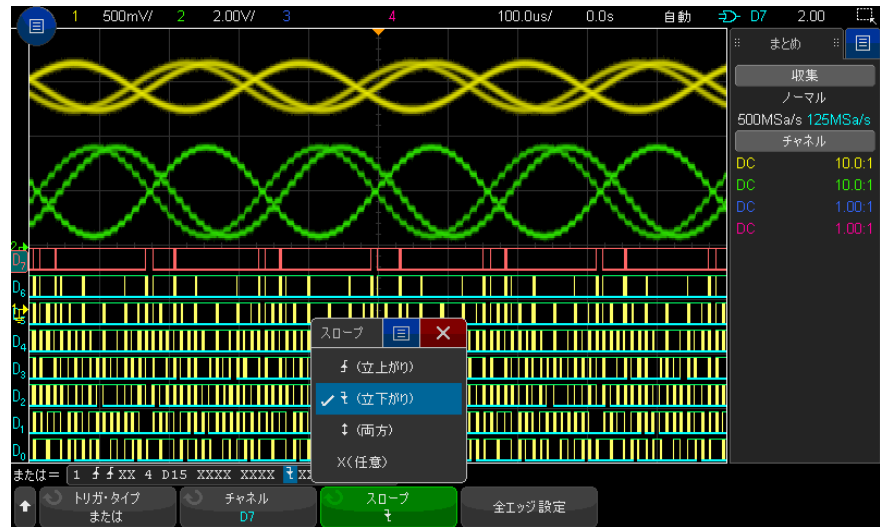 1 500mV/ 2 2.00V/ 3 4 100.0us/ 0.0s 自動 D7 2.00
まとめ
収集
ノーマル
500MSa/s 125MSa/s
チャネル
DC 10.0:1
DC 10.0:1
DC 1.00:1
DC 1.00:1
2
D7
D6
D4
D3
D2
D1
D0
スロープ
(立上がり)
(立下がり)
(両方)
X(任意)
または= 1 XX 4 D15 XXXX XXXX
トリガ・タイプ
または
チャネル
D7
スロープ
全エッジ設定